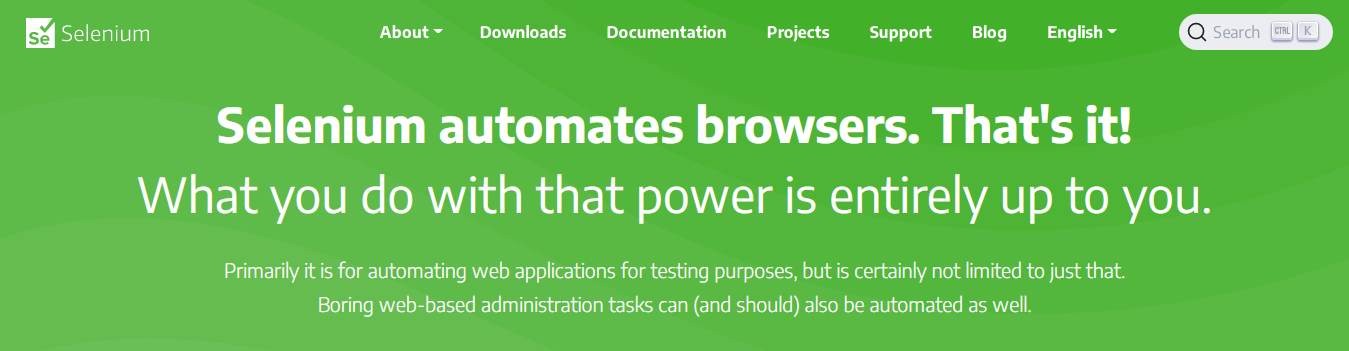 Se Selenium About Downloads Documentation Projects Support Blog English Search CTRL K
Selenium automates browsers. That's it!
What you do with that power is entirely up to you.
Primarily it is for automating web applications for testing purposes, but is certainly not limited to just that.
Boring web-based administration tasks can (and should) also be automated as well.